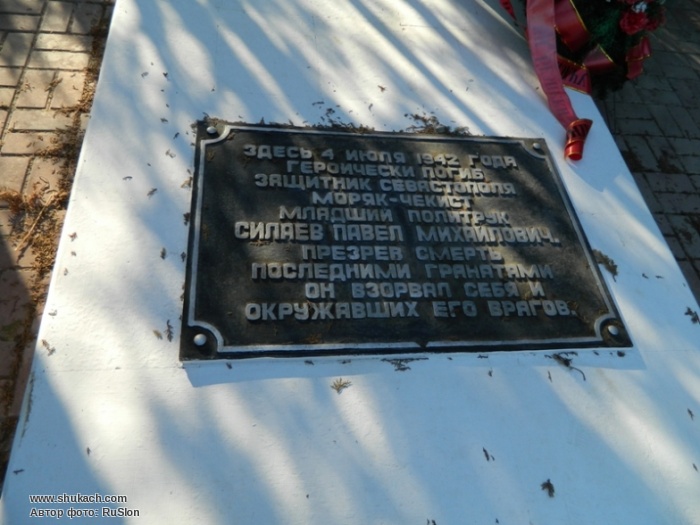 ЗДЕСЬ 4 ИЮЛЯ 1942 ГОДА
ГЕРОИЧЕСКИ ПОГИБ
ЗАЩИТНИК СЕВАСТОПОЛЯ
МОРЯК-ЧЕКИСТ
МЛАДШИЙ ПОЛИТРУК
СИЛАЕВ ПАВЕЛ МИХАЙЛОВИЧ.
ПРЕЗРЕВ СМЕРТЬ
ПОСЛЕДНИМИ ГРАНАТАМИ
ОН ВЗОРВАЛ СЕБЯ И
ОКРУЖАВШИХ ЕГО ВРАГОВ.
www.shukach.com
Автор фото: RuSlon